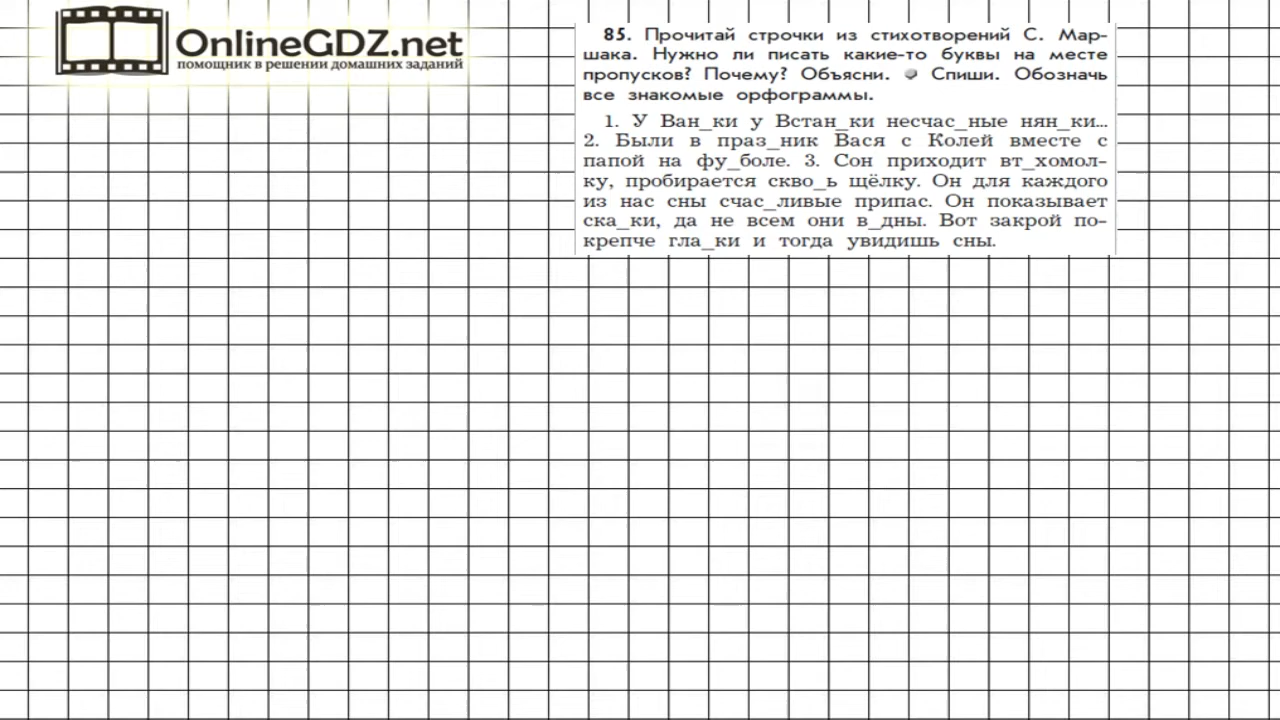 OnlineGDZ.net
помощник в решении домашних заданий
85. Прочитай строчки из стихотворений С. Мар-
шака. Нужно ли писать какие-то буквы на месте
пропусков? Почему? Объясни. Спиши. Обозначь
все знакомые орфограммы.
1. У Ван_ки у Встан_ки несчас_ные нян_ки...
2. Были в праз_ник Вася с Колей вместе с
папой на фу_боле. 3. Сон приходит вт_хомол-
ку, пробирается скво_ь щёлку. Он для каждого
из нас сны счас_ливые припас. Он показывает
ска_ки, да не всем они в_дны. Вот закрой по-
крепче гла_ки и тогда увидишь сны.